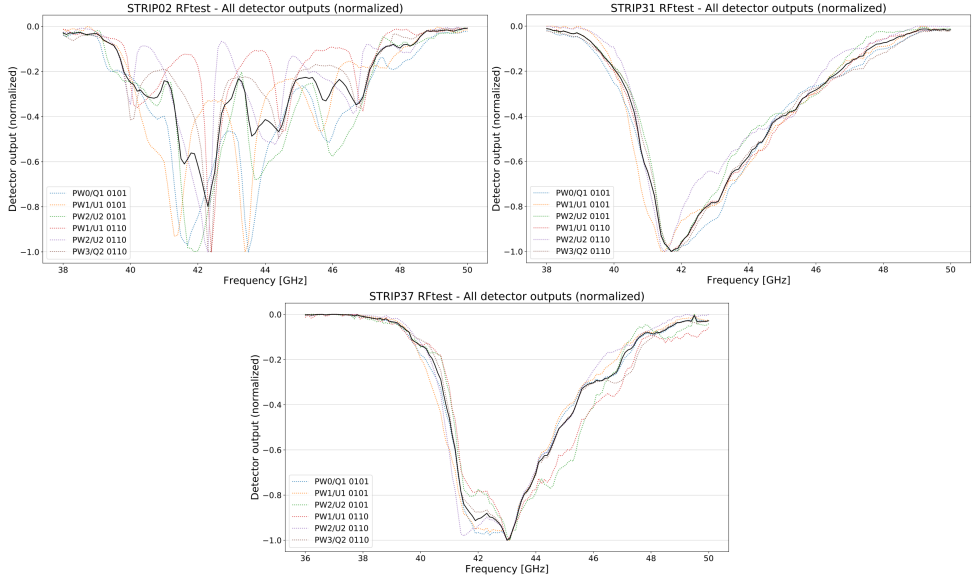 STRIP02 RFtest - All detector outputs (normalized)
Detector output (normalized)
0.0
−0.2
−0.4
−0.6
−0.8
−1.0
PW0/Q1 0101
PW1/U1 0101
PW2/U2 0101
PW1/U1 0110
PW2/U2 0110
PW3/Q2 0110
38 40 42 44 46 48 50
Frequency [GHz]
STRIP31 RFtest - All detector outputs (normalized)
Detector output (normalized)
0.0
−0.2
−0.4
−0.6
−0.8
−1.0
PW0/Q1 0101
PW1/U1 0101
PW2/U2 0101
PW1/U1 0110
PW2/U2 0110
PW3/Q2 0110
38 40 42 44 46 48 50
Frequency [GHz]
STRIP37 RFtest - All detector outputs (normalized)
Detector output (normalized)
0.0
−0.2
−0.4
−0.6
−0.8
−1.0
PW0/Q1 0101
PW1/U1 0101
PW2/U2 0101
PW1/U1 0110
PW2/U2 0110
PW3/Q2 0110
36 38 40 42 44 46 48 50
Frequency [GHz]